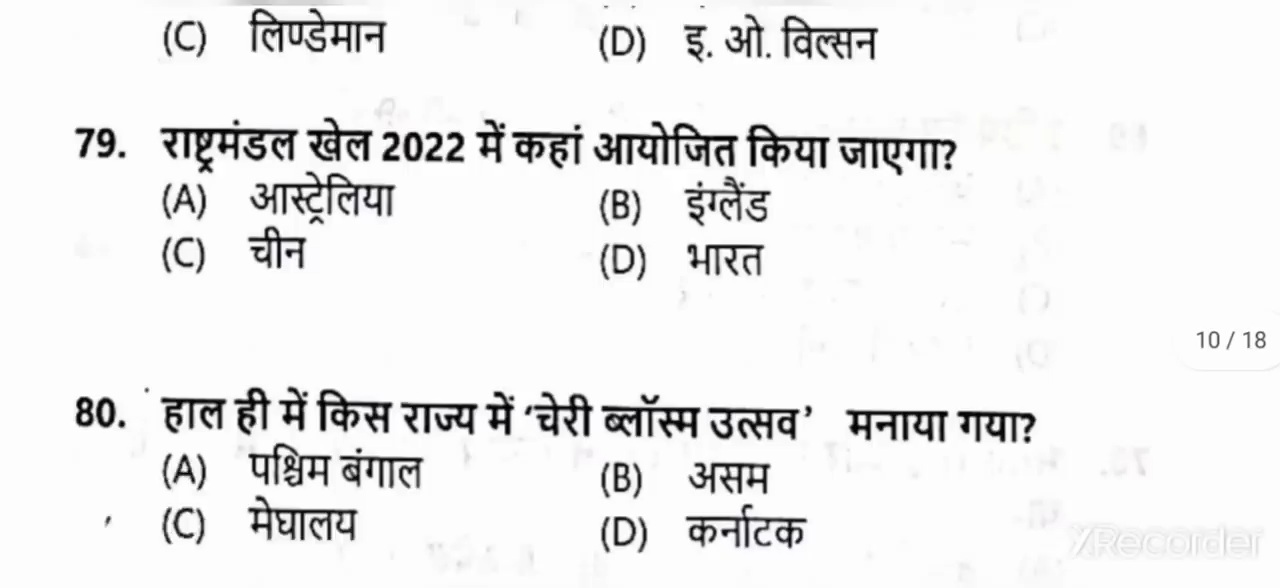 (C) लिण्डेमान (D) इ. ओ. विल्सन
79. राष्ट्रमंडल खेल 2022 में कहां आयोजित किया जाएगा?
(A) आस्ट्रेलिया (B) इंग्लैंड
(C) चीन (D) भारत
10 / 18
80. हाल ही में किस राज्य में ‘चेरी ब्लॉस्म उत्सव’ मनाया गया?
(A) पश्चिम बंगाल (B) असम
(C) मेघालय (D) कर्नाटक
XRecorder